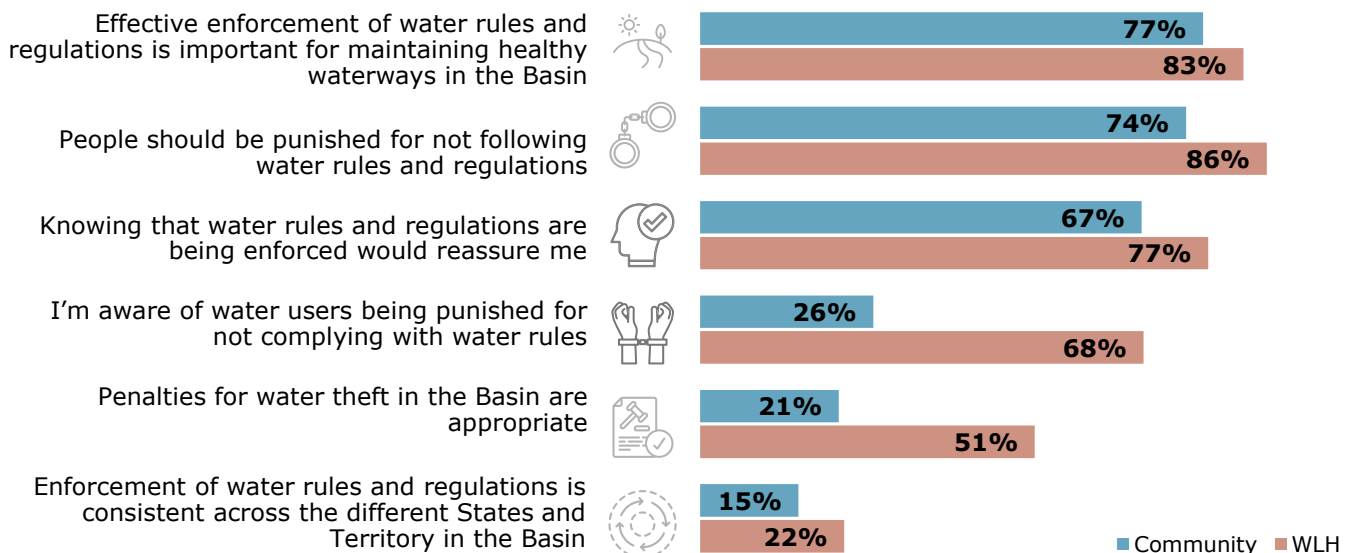 Effective enforcement of water rules and
regulations is important for maintaining healthy
waterways in the Basin
77%
83%
People should be punished for not following
water rules and regulations
74%
86%
Knowing that water rules and regulations are
being enforced would reassure me
67%
77%
I’m aware of water users being punished for
not complying with water rules
26%
68%
Penalties for water theft in the Basin are
appropriate
21%
51%
Enforcement of water rules and regulations is
consistent across the different States and
Territory in the Basin
15%
22%
Community WLH